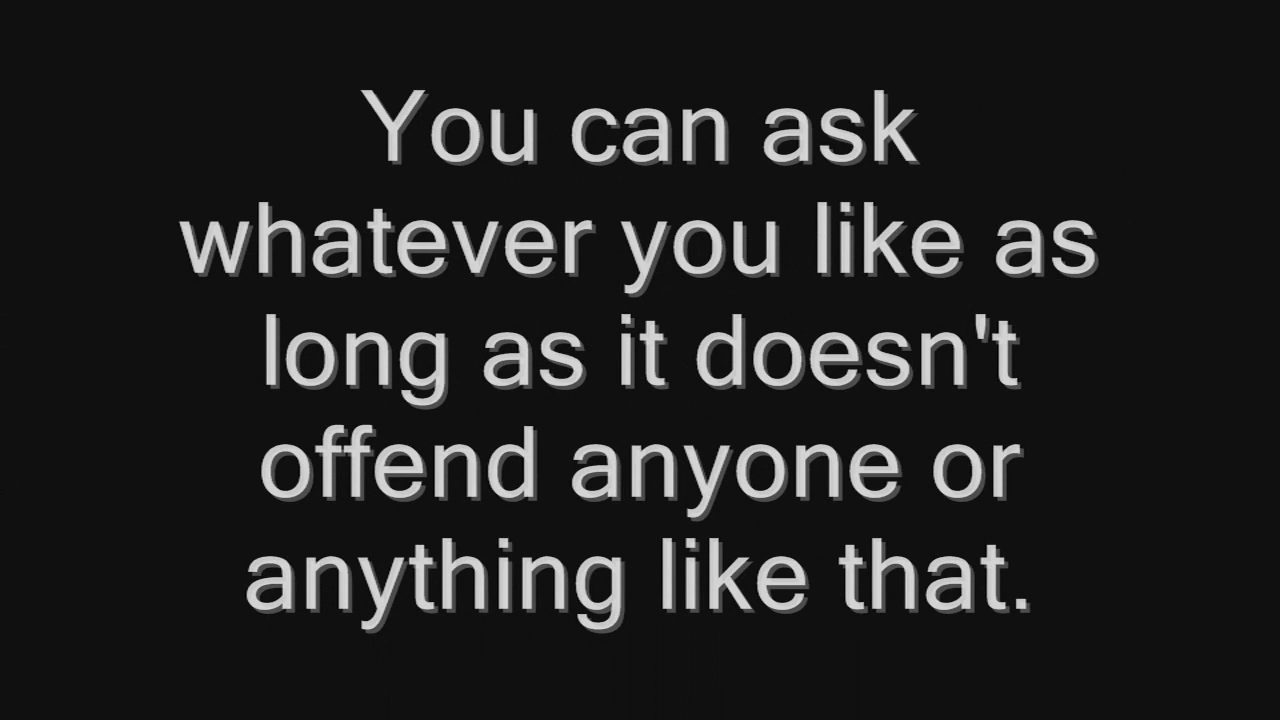 You can ask
whatever you like as
long as it doesn't
offend anyone or
anything like that.